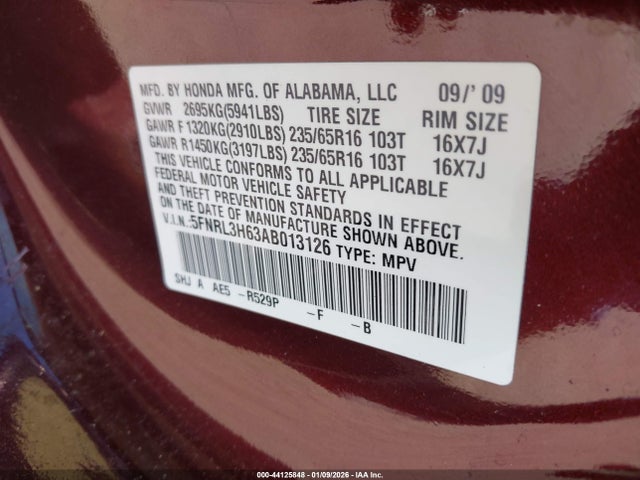 MFD. BY HONDA MFG. OF ALABAMA, LLC 09/' 09
GVWR 2695KG(5941LBS) TIRE SIZE RIM SIZE
GAWR F 1320KG(2910LBS) 235/65R16 103T 16X7J
GAWR R1450KG(3197LBS) 235/65R16 103T 16X7J
THIS VEHICLE CONFORMS TO ALL APPLICABLE
FEDERAL MOTOR VEHICLE SAFETY
AND THEFT PREVENTION STANDARDS IN EFFECT
ON THE DATE OF MANUFACTURE SHOWN ABOVE.
V.I.N.:5FNRL3H63AB013126 TYPE: MPV
SHJ A AE5 -R529P -F -B
000-44125848 - 01/09/2026 - IAA Inc.